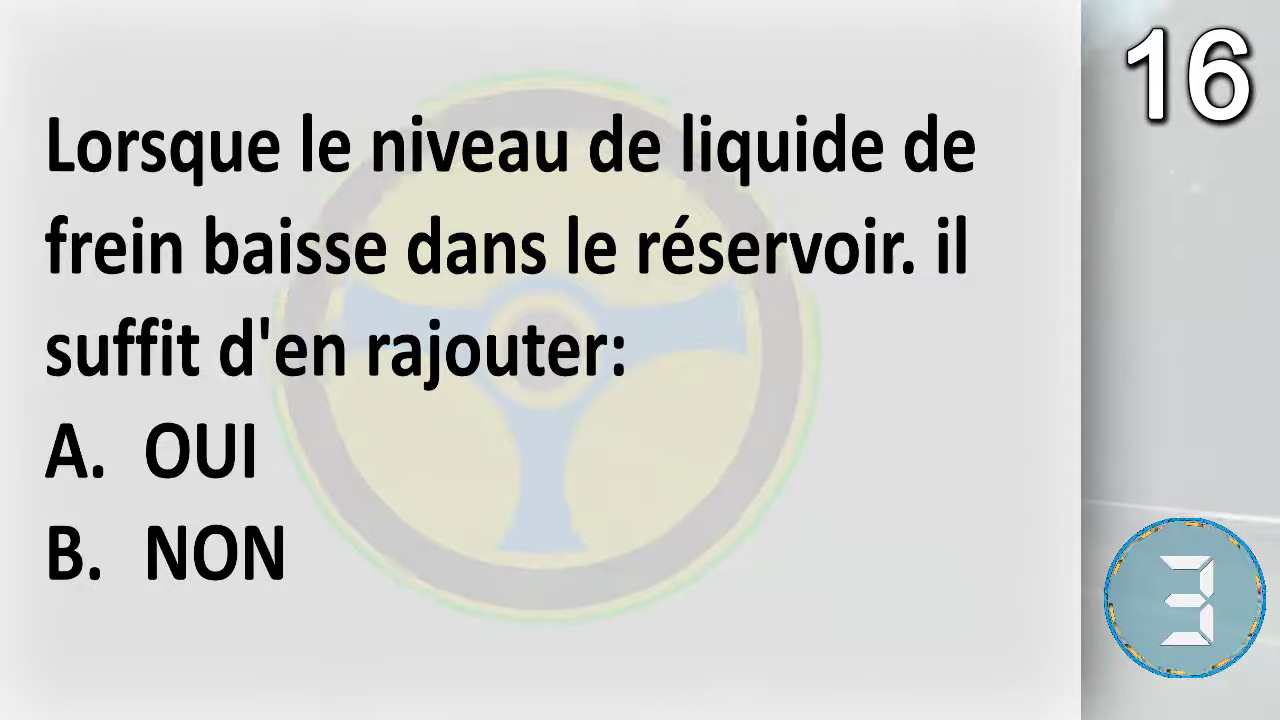 16
Lorsque le niveau de liquide de
frein baisse dans le réservoir. il
suffit d'en rajouter:
A. OUI
B. NON
3